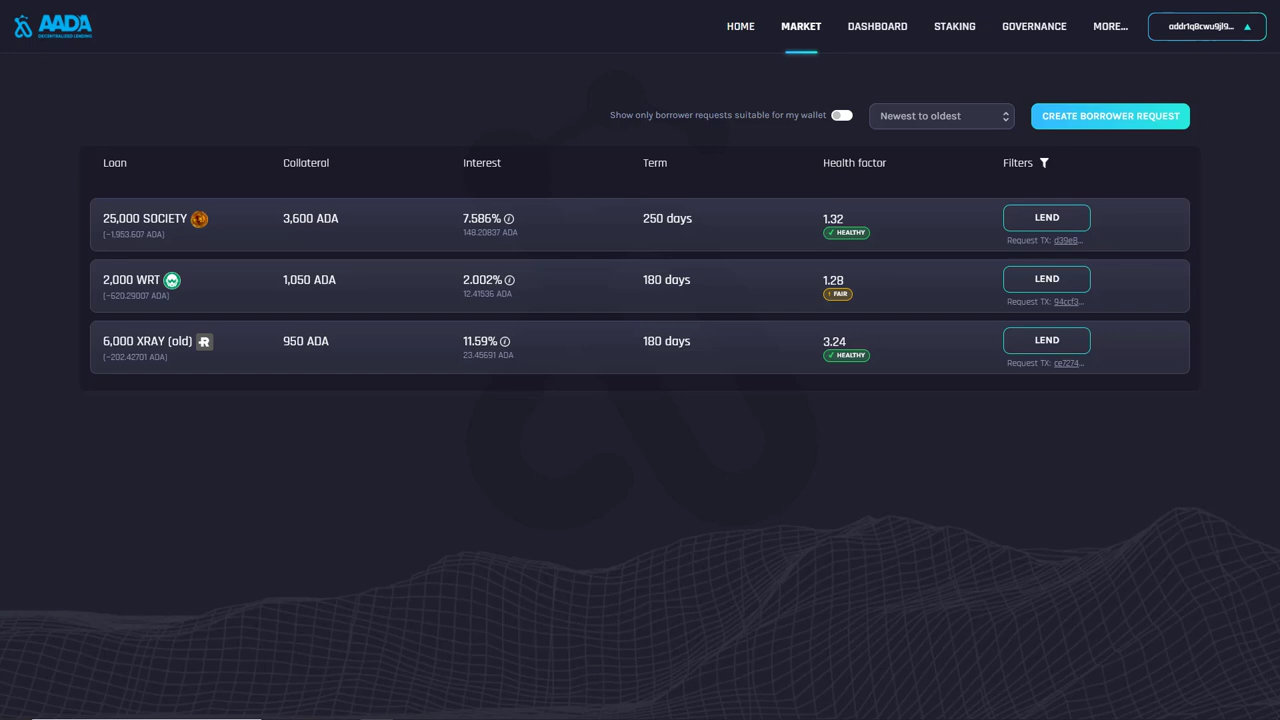 AADA
DECENTRALIZED LENDING
HOME MARKET DASHBOARD STAKING GOVERNANCE MORE... addr1q8cwu9jl9... ▲
Show only borrower requests suitable for my wallet Newest to oldest CREATE BORROWER REQUEST
Loan Collateral Interest Term Health factor Filters
25,000 SOCIETY 3,600 ADA 7.586% 250 days 1.32 LEND
(~1,953.607 ADA) 148.20837 ADA ✓ HEALTHY Request TX: d39e8...
2,000 WRT 1,050 ADA 2.002% 180 days 1.28 LEND
(~620.29007 ADA) 12.41536 ADA ! FAIR Request TX: 94ccf3...
6,000 XRAY (old) 950 ADA 11.59% 180 days 3.24 LEND
(~202.42701 ADA) 23.45691 ADA ✓ HEALTHY Request TX: ce7274...